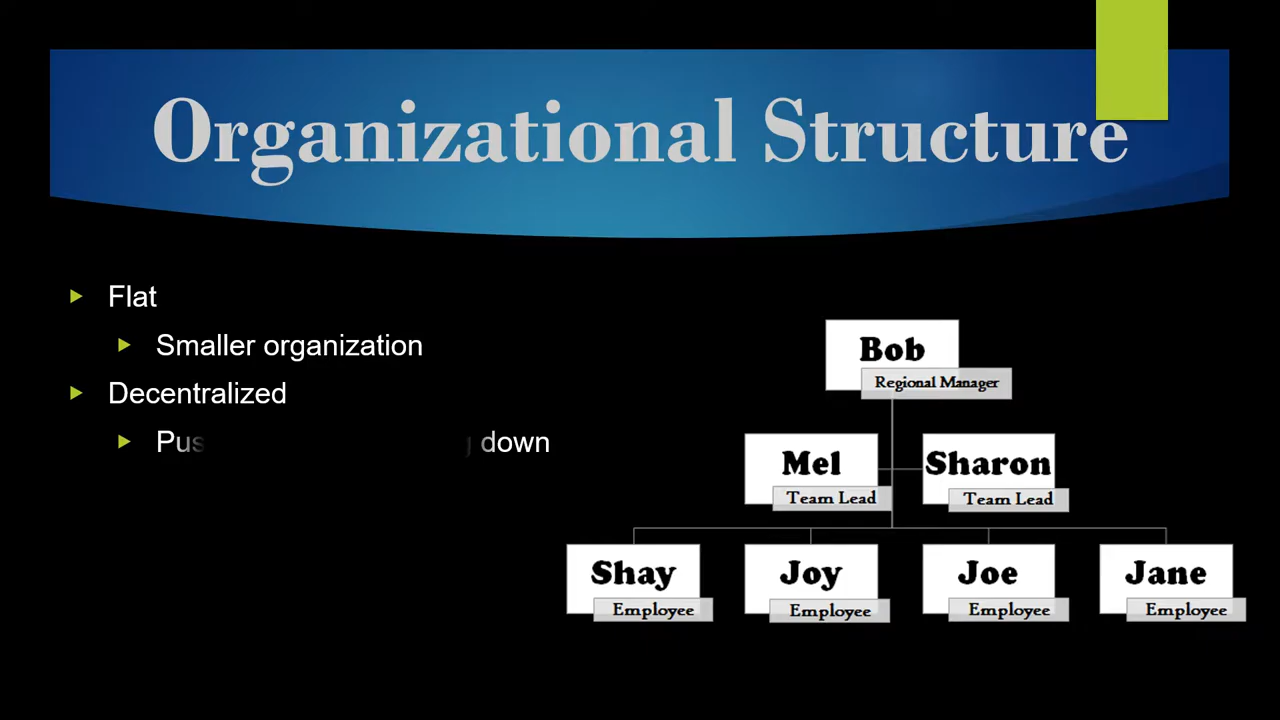 Organizational Structure
Flat
Smaller organization
Decentralized
down
Bob
Regional Manager
Mel
Team Lead
Sharon
Team Lead
Shay
Employee
Joy
Employee
Joe
Employee
Jane
Employee